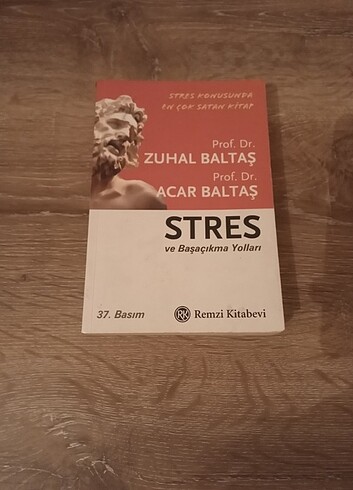 STRES KONUSUNDA
EN ÇOK SATAN KİTAP
Prof. Dr.
ZUHAL BALTAŞ
Prof. Dr.
ACAR BALTAŞ
STRES
ve Başaçıkma Yolları
37. Basım
RK Remzi Kitabevi